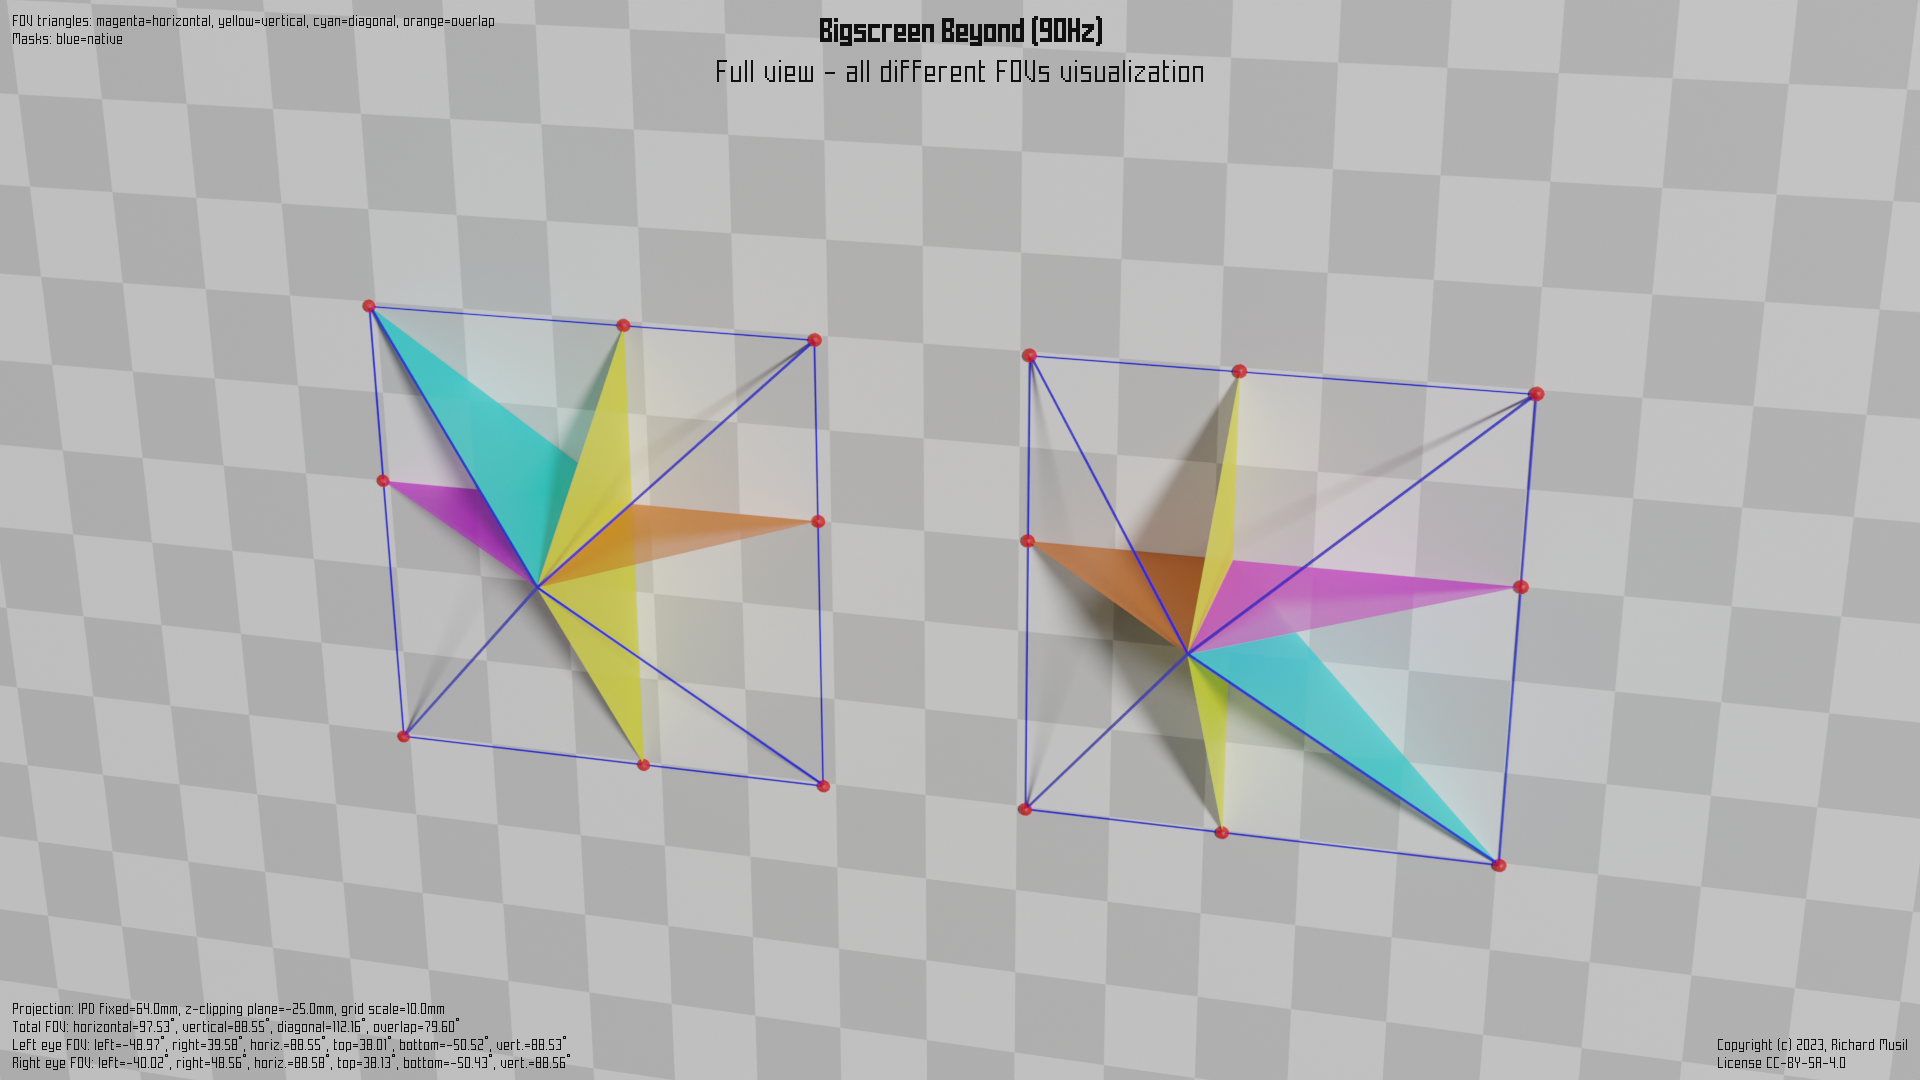 FOV triangles: magenta=horizontal, yellow=vertical, cyan=diagonal, orange=overlap
Masks: blue=native
Bigscreen Beyond (90Hz)
Full view - all different FOVs visualization
Projection: IPD fixed=64.0mm, z-clipping plane=-25.0mm, grid scale=10.0mm
Total FOV: horizontal=97.53°, vertical=88.55°, diagonal=112.16°, overlap=79.60°
Left eye FOV: left=-48.97°, right=39.58°, horiz.=88.55°, top=38.01°, bottom=-50.52°, vert.=88.53°
Right eye FOV: left=-40.02°, right=48.56°, horiz.=88.58°, top=38.13°, bottom=-50.43°, vert.=88.56°
Copyright (c) 2023, Richard Musil
License CC-BY-SA-4.0